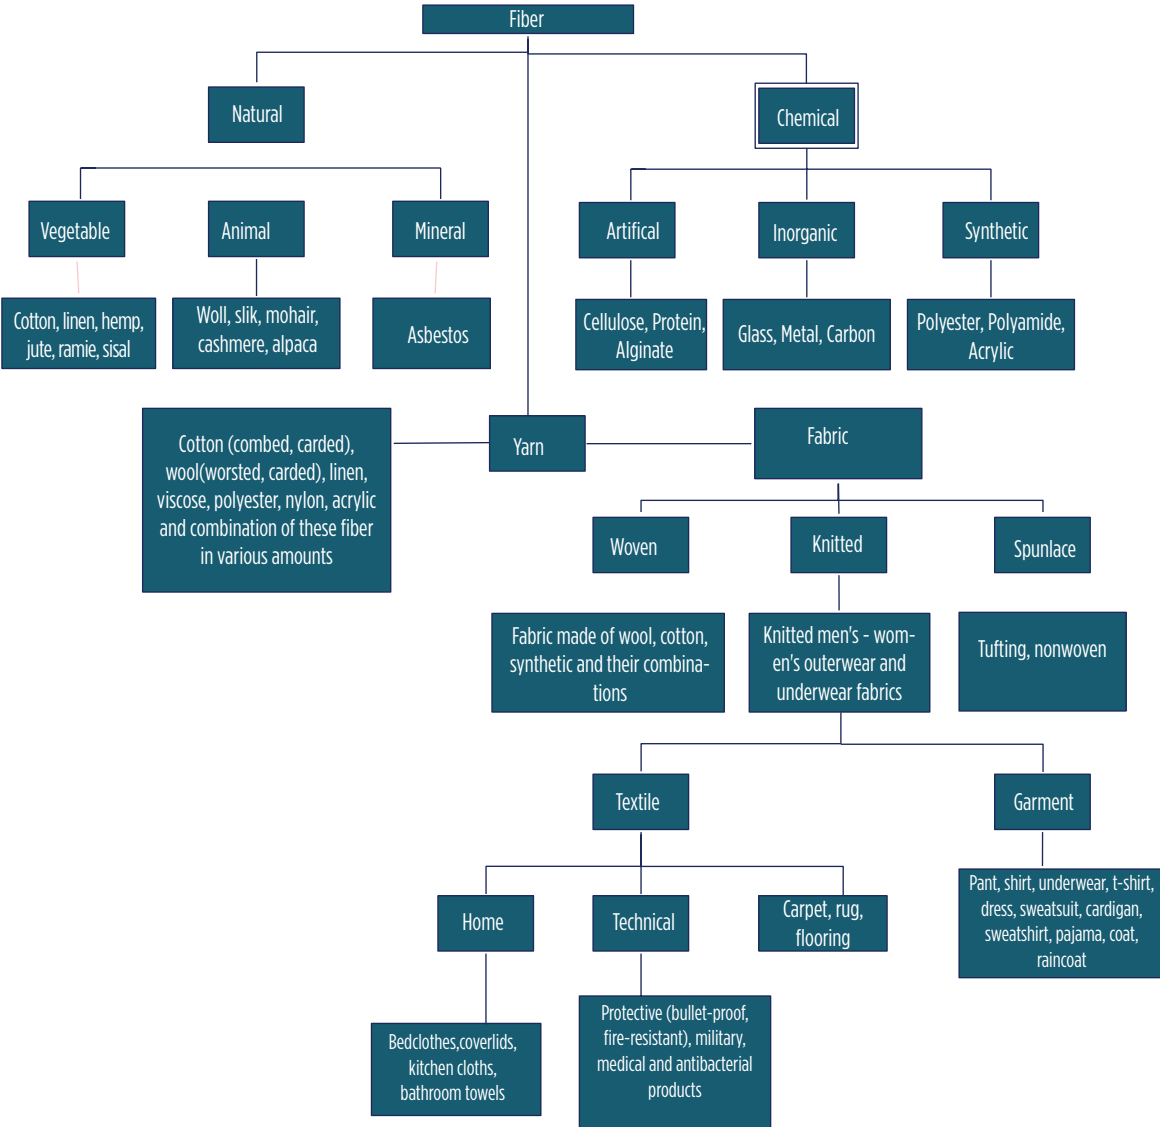 Fiber
Natural
Chemical
Vegetable
Animal
Mineral
Artifical
Inorganic
Synthetic
Cotton, linen, hemp,
jute, ramie, sisal
Woll, slik, mohair,
cashmere, alpaca
Asbestos
Cellulose, Protein,
Alginate
Glass, Metal, Carbon
Polyester, Polyamide,
Acrylic
Cotton (combed, carded),
wool(worsted, carded), linen,
viscose, polyester, nylon, acrylic
and combination of these fiber
in various amounts
Yarn
Fabric
Woven
Knitted
Spunlace
Fabric made of wool, cotton,
synthetic and their combina-
tions
Knitted men's - wom-
en's outerwear and
underwear fabrics
Tufting, nonwoven
Textile
Garment
Home
Technical
Carpet, rug,
flooring
Pant, shirt, underwear, t-shirt,
dress, sweatsuit, cardigan,
sweatshirt, pajama, coat,
raincoat
Bedclothes,coverlids,
kitchen cloths,
bathroom towels
Protective (bullet-proof,
fire-resistant), military,
medical and antibacterial
products